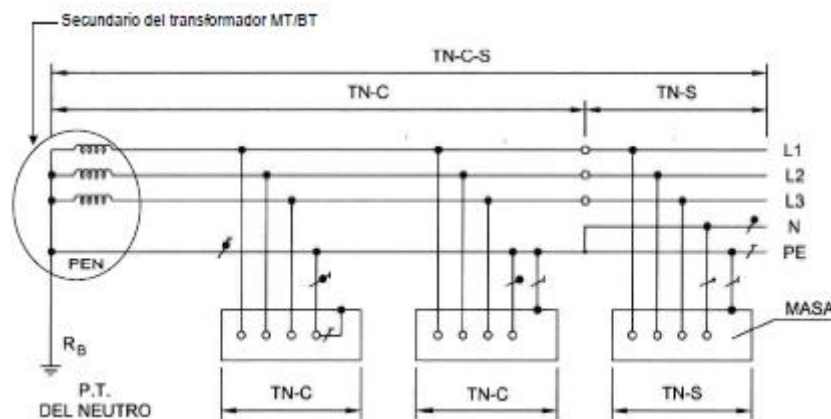 Secundario del transformador MT/BT
TN-C-S
TN-C
TN-S
L1
L2
L3
N
PE
PEN
MASA
R_B
P.T.
DEL NEUTRO
TN-C
TN-C
TN-S